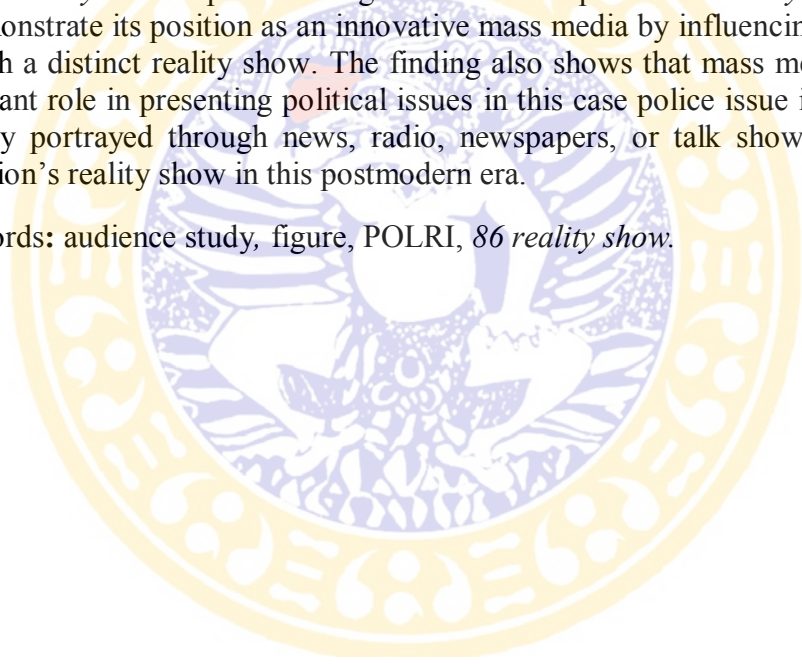 onstrate its position as an innovative mass media by influencin
h a distinct reality show. The finding also shows that mass me
ant role in presenting political issues in this case police issue i
y portrayed through news, radio, newspapers, or talk show
ion's reality show in this postmodern era.
ords: audience study, figure, POLRI, 86 reality show.